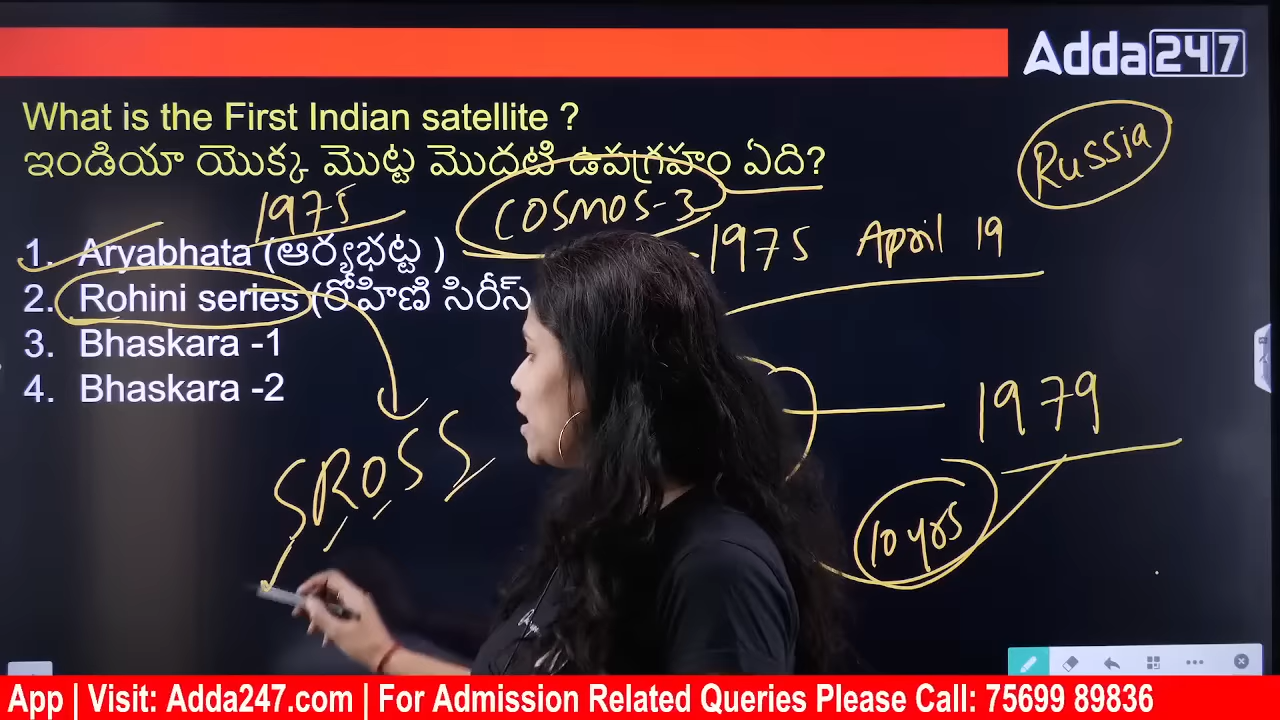 Adda247
What is the First Indian satellite ?
ఇండియా యొక్క మొట్ట మొదటి ఉపగ్రహం ఏది?
Russia
1975
COSMOS-3
1975 April 19
1. Aryabhata (ఆర్యభట్ట )
2. Rohini series (రోహిణి సిరీస్
3. Bhaskara -1
4. Bhaskara -2
1979
SROSS
10 yrs
App | Visit: Adda247.com | For Admission Related Queries Please Call: 75699 89836